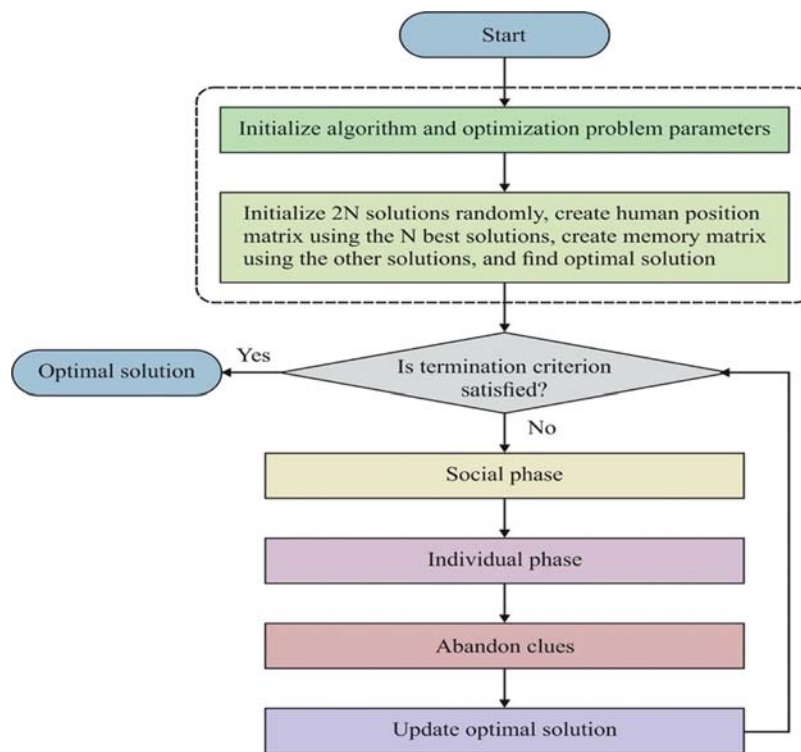 Start
Initialize algorithm and optimization problem parameters
Initialize 2N solutions randomly, create human position
matrix using the N best solutions, create memory matrix
using the other solutions, and find optimal solution
Is termination criterion
satisfied?
Yes
Optimal solution
No
Social phase
Individual phase
Abandon clues
Update optimal solution